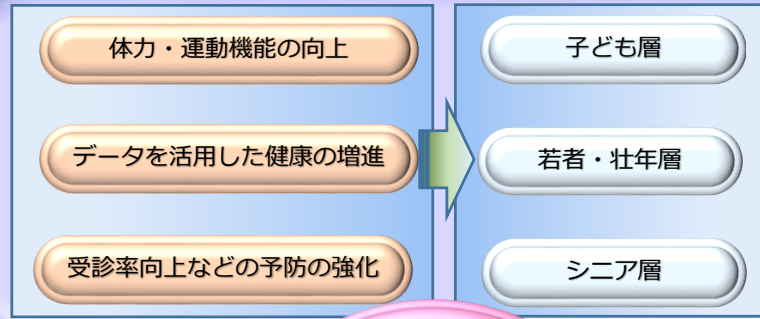 体力・運動機能の向上
データを活用した健康の増進
受診率向上などの予防の強化
子ども層
若者・壮年層
シニア層